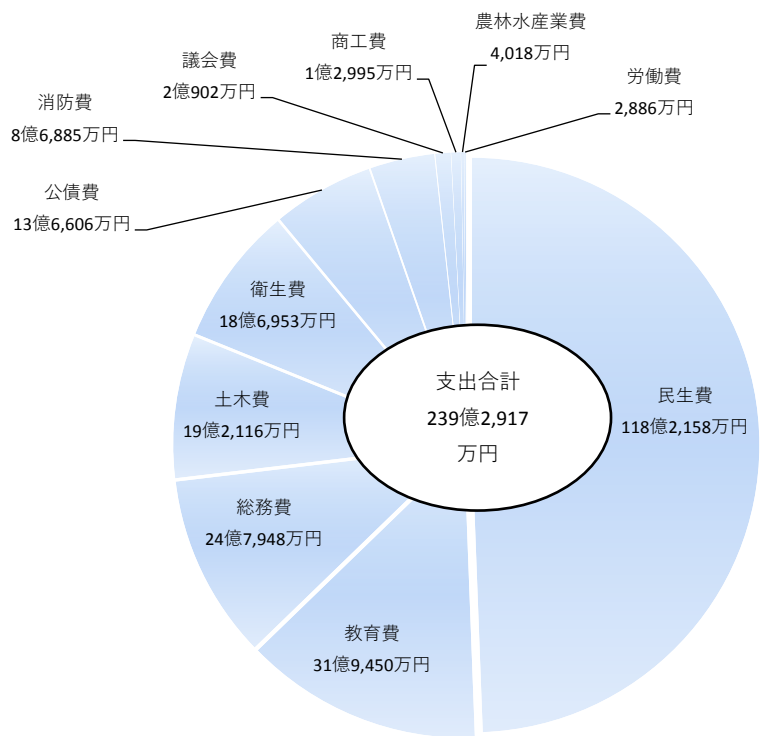 農林水産業費
4,018万円
商工費
1億2,995万円
議会費
2億902万円
労働費
2,886万円
消防費
8億6,885万円
公債費
13億6,606万円
衛生費
18億6,953万円
土木費
19億2,116万円
総務費
24億7,948万円
教育費
31億9,450万円
民生費
118億2,158万円
支出合計
239億2,917
万円